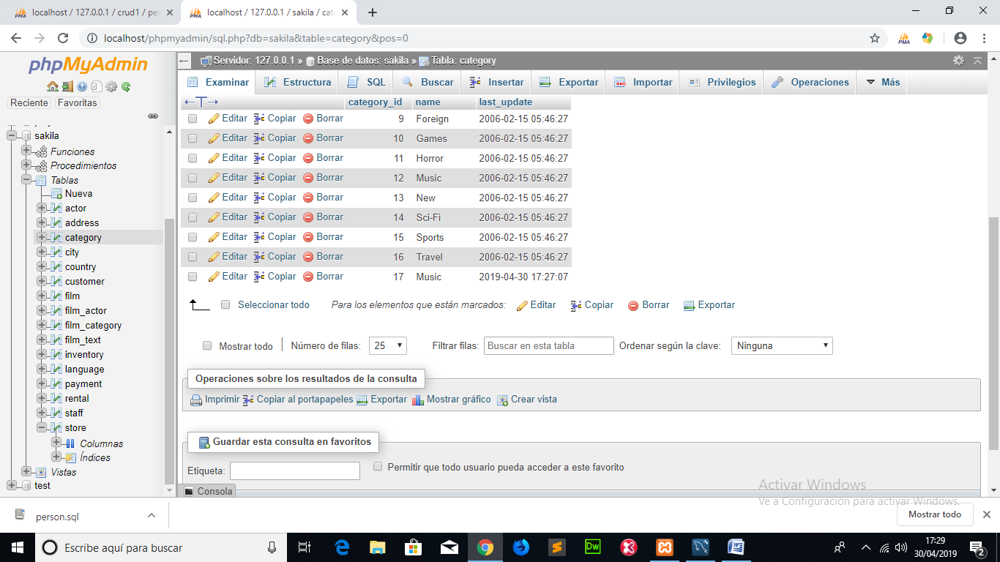 localhost / 127.0.0.1 / crud1 / per
localhost / 127.0.0.1 / sakila / cat
localhost/phpmyadmin/sql.php?db=sakila&table=category&pos=0
PMA
phpMyAdmin
Reciente Favoritas
sakila
Funciones
Procedimientos
Tablas
Nueva
actor
address
category
city
country
customer
film
film_actor
film_category
film_text
inventory
language
payment
rental
staff
store
Columnas
Índices
Vistas
test
Servidor: 127.0.0.1 » Base de datos: sakila » Tabla: category
Examinar Estructura SQL Buscar Insertar Exportar Importar Privilegios Operaciones Más
category_id name last_update
Editar Copiar Borrar 9 Foreign 2006-02-15 05:46:27
Editar Copiar Borrar 10 Games 2006-02-15 05:46:27
Editar Copiar Borrar 11 Horror 2006-02-15 05:46:27
Editar Copiar Borrar 12 Music 2006-02-15 05:46:27
Editar Copiar Borrar 13 New 2006-02-15 05:46:27
Editar Copiar Borrar 14 Sci-Fi 2006-02-15 05:46:27
Editar Copiar Borrar 15 Sports 2006-02-15 05:46:27
Editar Copiar Borrar 16 Travel 2006-02-15 05:46:27
Editar Copiar Borrar 17 Music 2019-04-30 17:27:07
Seleccionar todo Para los elementos que están marcados: Editar Copiar Borrar Exportar
Mostrar todo Número de filas: 25 Filtrar filas: Buscar en esta tabla Ordenar según la clave: Ninguna
Operaciones sobre los resultados de la consulta
Imprimir Copiar al portapapeles Exportar Mostrar gráfico Crear vista
Guardar esta consulta en favoritos
Etiqueta: Permitir que todo usuario pueda acceder a este favorito
Consola
Activar Windows
Ve a Configuración para activar Windows.
person.sql
Mostrar todo
Escribe aquí para buscar
Dw
17:29
30/04/2019
2